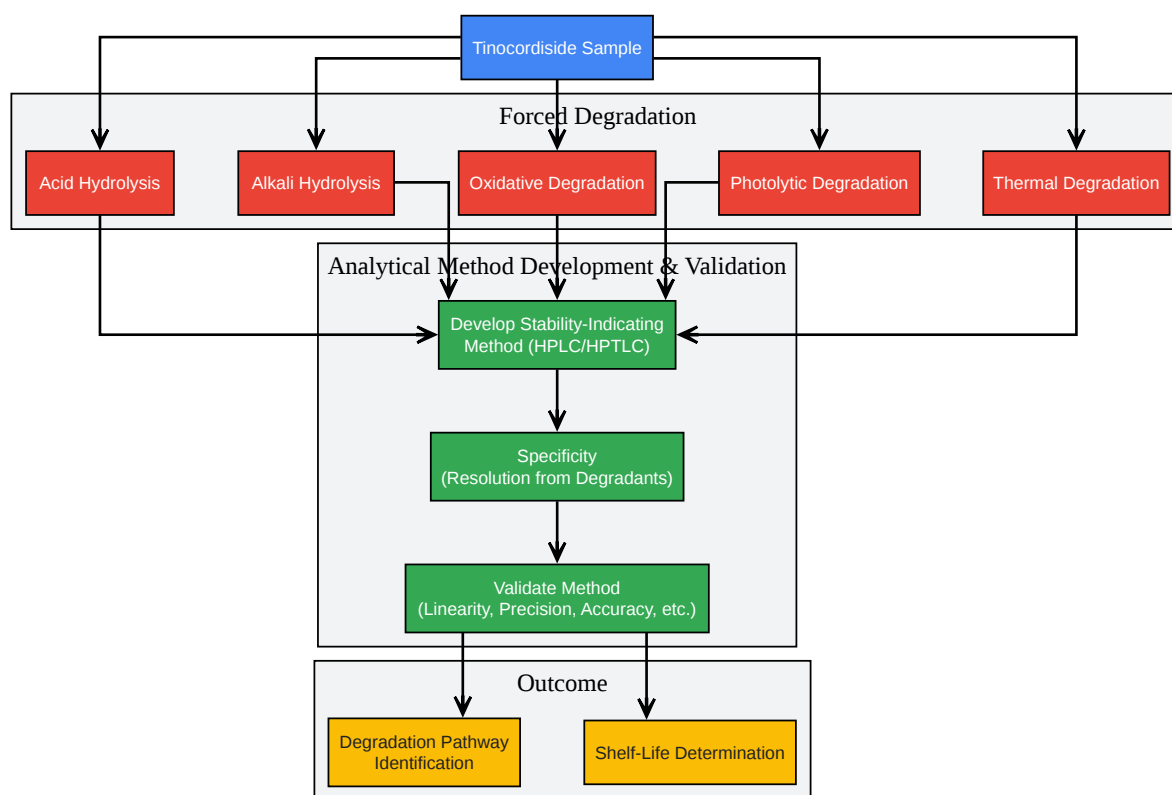 Tinocordiside Sample
Forced Degradation
Acid Hydrolysis
Alkali Hydrolysis
Oxidative Degradation
Photolytic Degradation
Thermal Degradation
Analytical Method Development & Validation
Develop Stability-Indicating
Method (HPLC/HPTLC)
Specificity
(Resolution from Degradants)
Validate Method
(Linearity, Precision, Accuracy, etc.)
Outcome
Degradation Pathway
Identification
Shelf-Life Determination